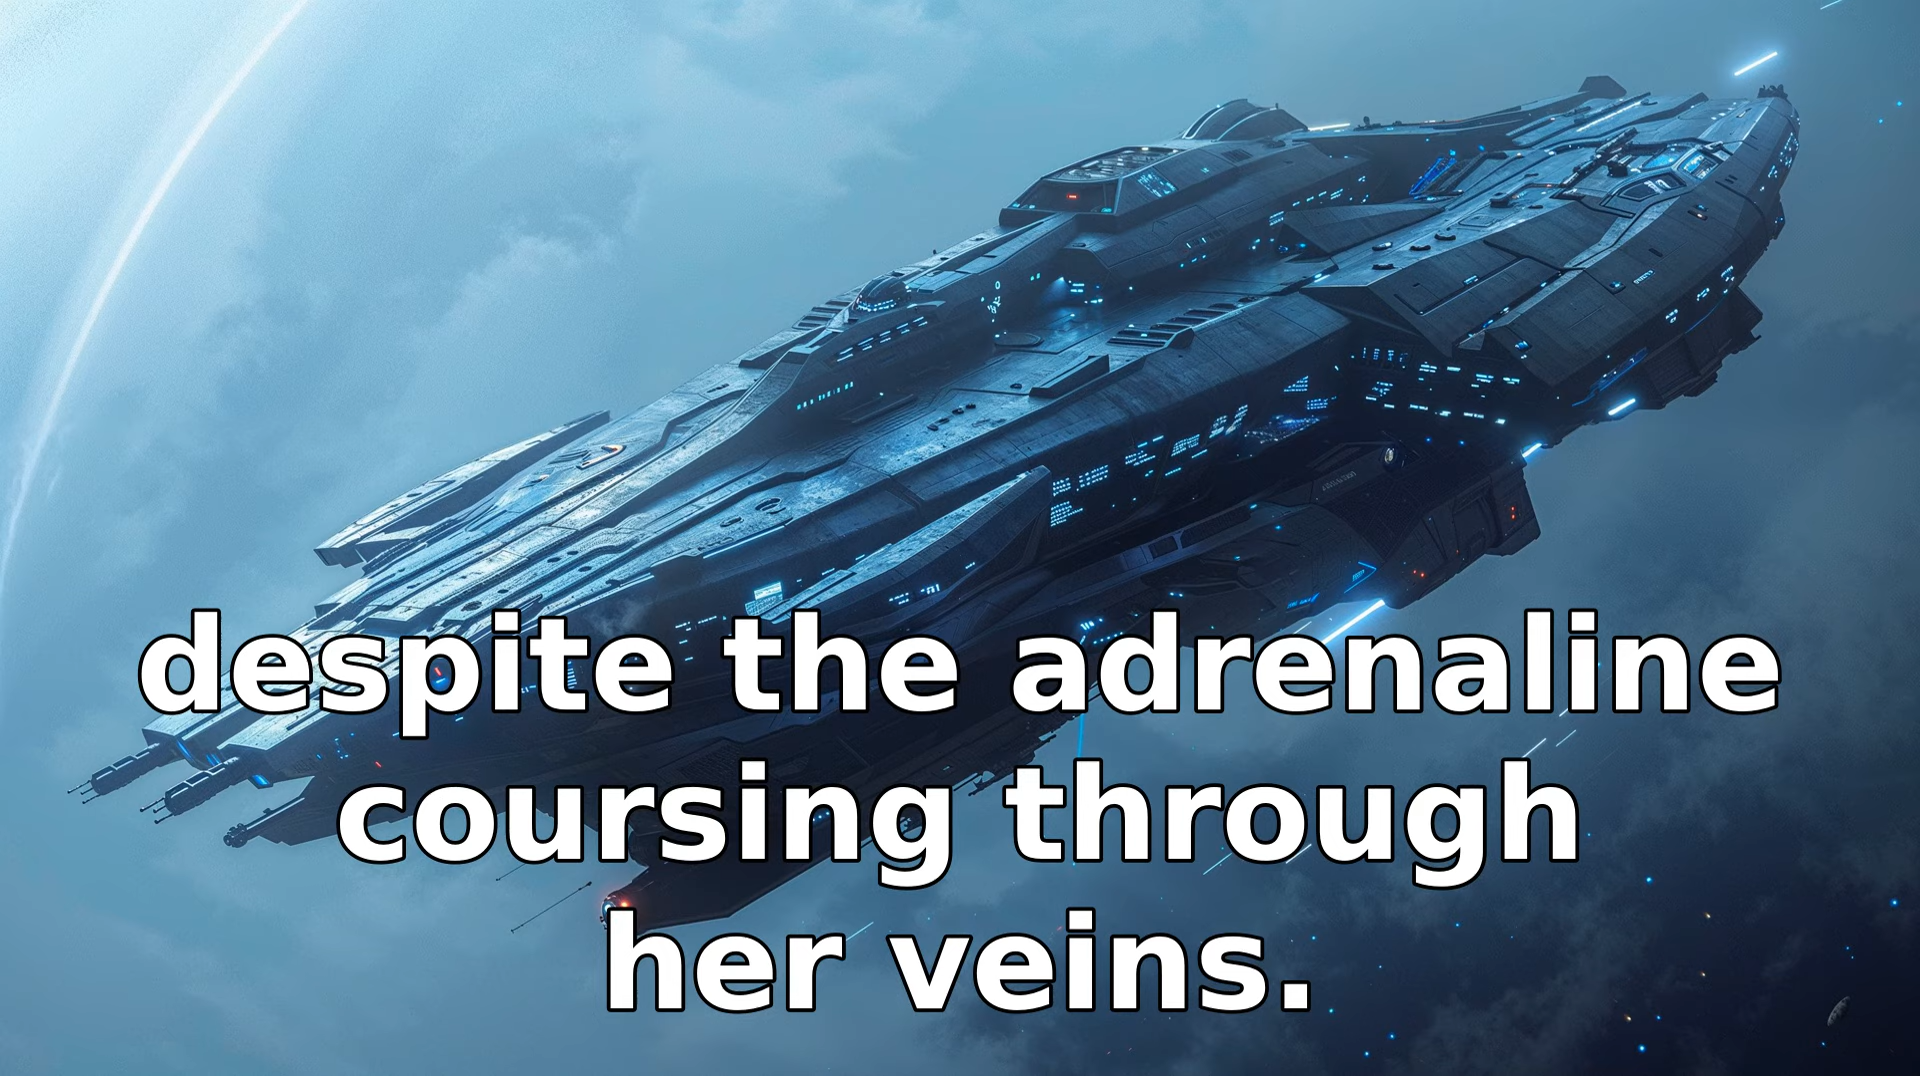 despite the adrenaline
coursing through
her veins.